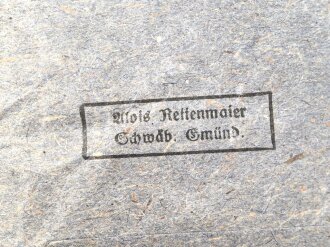 Alois Rettenmaier
Schwäb. Gmünd.